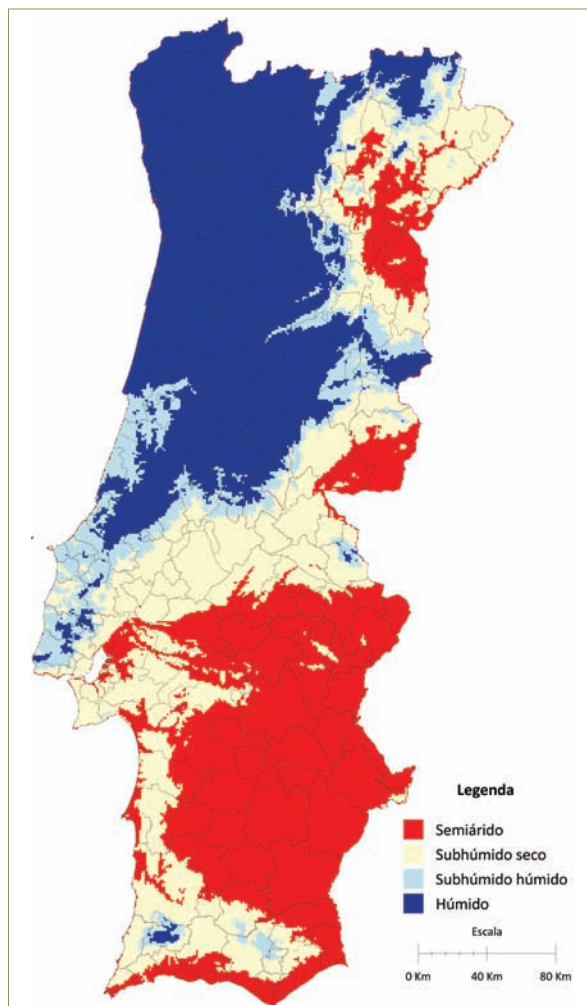 Legenda
Semiárido
Subhúmido seco
Subhúmido húmido
Húmido
Escala
0 Km 40 Km 80 Km